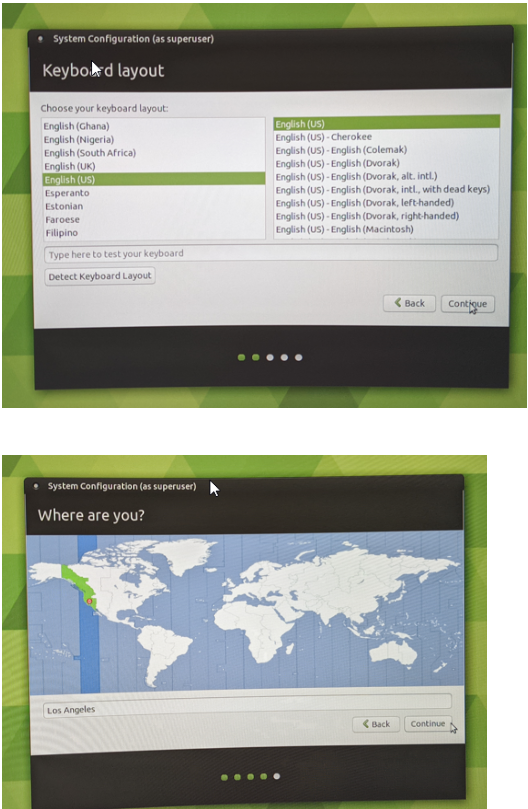 System Configuration (as superuser)
Keyboard layout
Choose your keyboard layout:
English (Ghana)
English (Nigeria)
English (South Africa)
English (UK)
English (US)
Esperanto
Estonian
Faroese
Filipino
English (US)
English (US) - Cherokee
English (US) - English (Colemak)
English (US) - English (Dvorak)
English (US) - English (Dvorak, alt. intl.)
English (US) - English (Dvorak, intl., with dead keys)
English (US) - English (Dvorak, left-handed)
English (US) - English (Dvorak, right-handed)
English (US) - English (Macintosh)
Type here to test your keyboard
Detect Keyboard Layout
Back
Continue
System Configuration (as superuser)
Where are you?
Los Angeles
Back
Continue